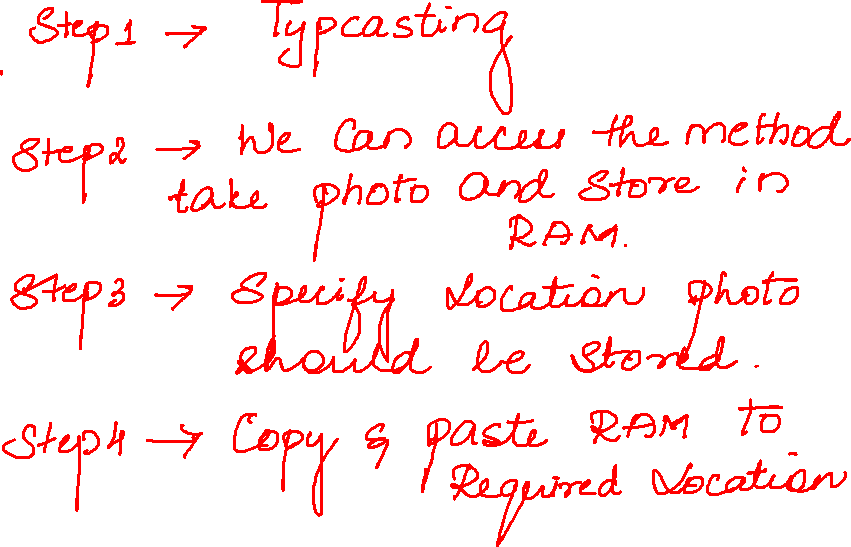 Step1 → Typcasting
Step2 → We Can access the method
take photo and Store in
RAM.
Step3 → Specify Location photo
should be Stored.
Step4 → Copy & paste RAM To
Required Location